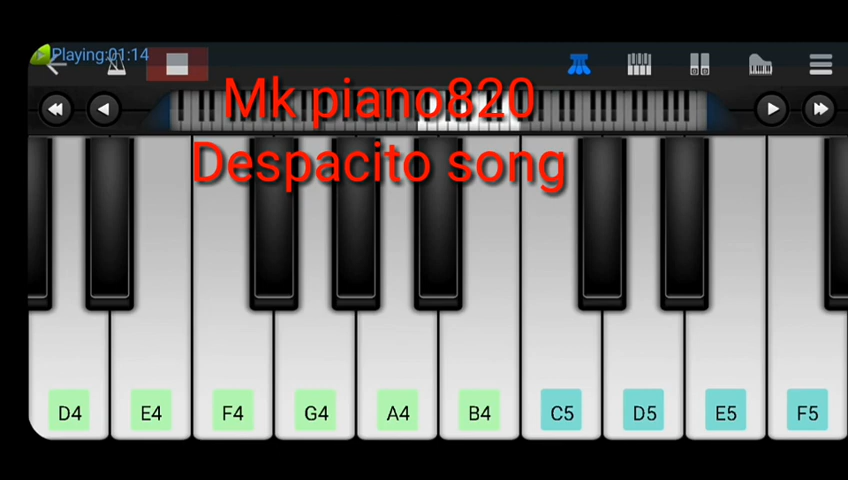 Playing:01:14
Mk piano820
Despacito song
D4 E4 F4 G4 A4 B4 C5 D5 E5 F5